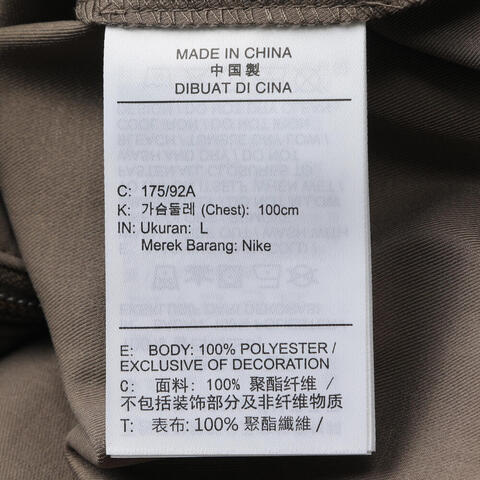 MADE IN CHINA
中国製
DIBUAT DI CINA
C: 175/92A
K: 가슴둘레 (Chest): 100cm
IN: Ukuran: L
Merek Barang: Nike
E: BODY: 100% POLYESTER /
EXCLUSIVE OF DECORATION
C: 面料: 100% 聚酯纤维 /
不包括装饰部分及非纤维物质
T: 表布: 100% 聚酯纖維 /